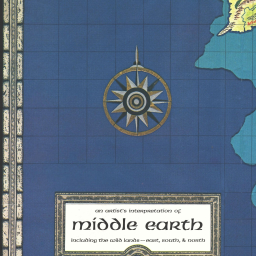 an artist's interpretation of
middle earth
including the wild lands—east, south, & north